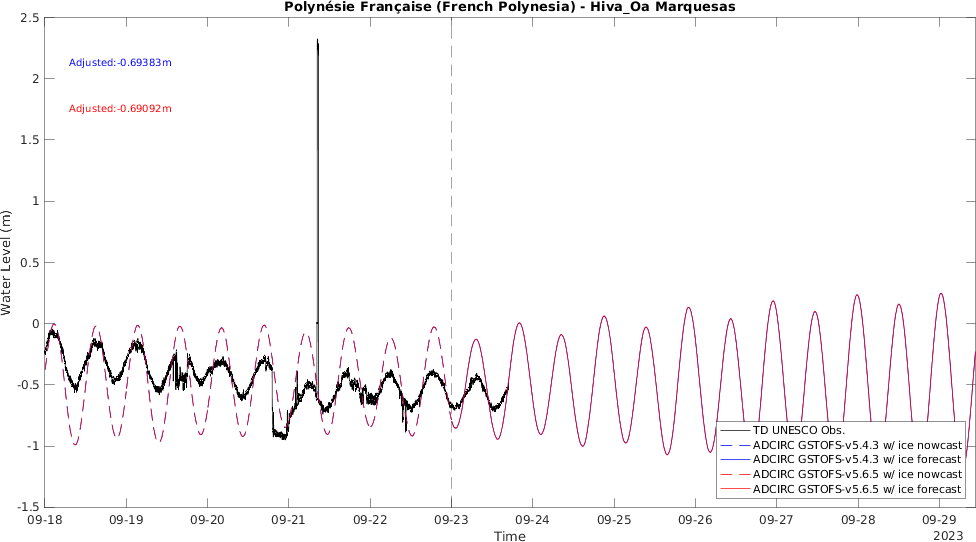 Polynésie Française (French Polynesia) - Hiva_Oa Marquesas
2.5
2
1.5
1
0.5
0
-0.5
-1
-1.5
Water Level (m)
Adjusted:-0.69383m
Adjusted:-0.69092m
TD UNESCO Obs.
ADCIRC GSTOFS-v5.4.3 w/ ice nowcast
ADCIRC GSTOFS-v5.4.3 w/ ice forecast
ADCIRC GSTOFS-v5.6.5 w/ ice nowcast
ADCIRC GSTOFS-v5.6.5 w/ ice forecast
09-18 09-19 09-20 09-21 09-22 09-23 09-24 09-25 09-26 09-27 09-28 09-29
Time
2023